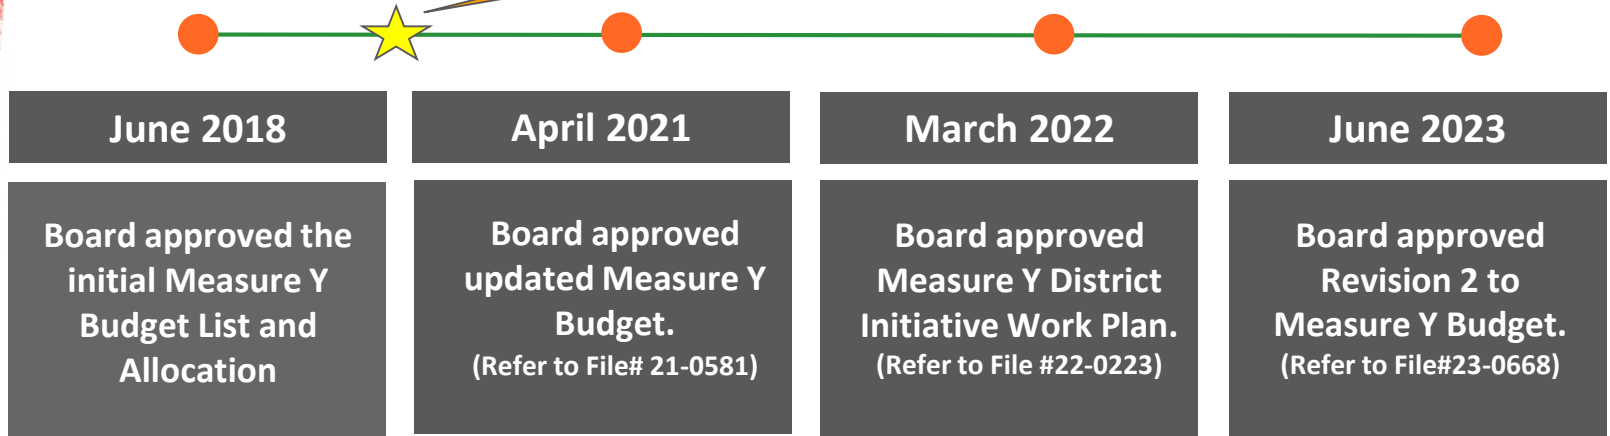 June 2018
Board approved the
initial Measure Y
Budget List and
Allocation
April 2021
Board approved
updated Measure Y
Budget.
(Refer to File# 21-0581)
March 2022
Board approved
Measure Y District
Initiative Work Plan.
(Refer to File #22-0223)
June 2023
Board approved
Revision 2 to
Measure Y Budget.
(Refer to File#23-0668)